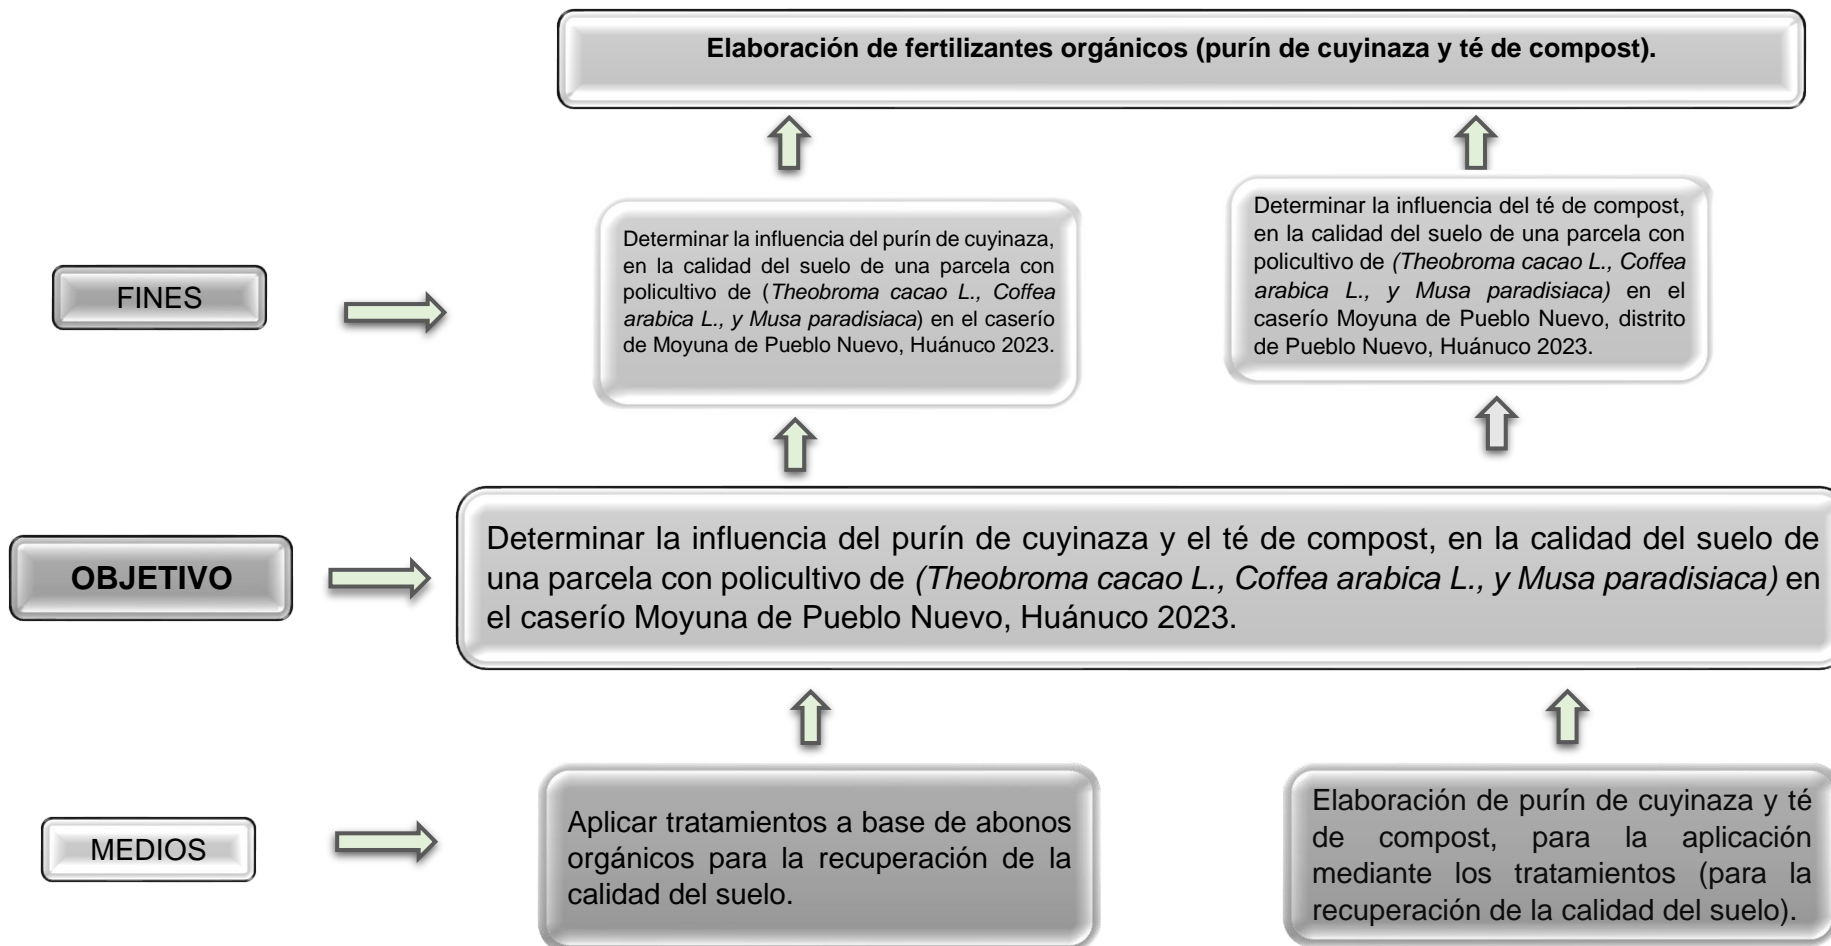 Elaboración de fertilizantes orgánicos (purín de cuyinaza y té de compost).
FINES
Determinar la influencia del purín de cuyinaza,
en la calidad del suelo de una parcela con
policultivo de (Theobroma cacao L., Coffea
arabica L., y Musa paradisiaca) en el caserío
de Moyuna de Pueblo Nuevo, Huánuco 2023.
Determinar la influencia del té de compost,
en la calidad del suelo de una parcela con
policultivo de (Theobroma cacao L., Coffea
arabica L., y Musa paradisiaca) en el
caserío Moyuna de Pueblo Nuevo, distrito
de Pueblo Nuevo, Huánuco 2023.
OBJETIVO
Determinar la influencia del purín de cuyinaza y el té de compost, en la calidad del suelo de
una parcela con policultivo de (Theobroma cacao L., Coffea arabica L., y Musa paradisiaca) en
el caserío Moyuna de Pueblo Nuevo, Huánuco 2023.
MEDIOS
Aplicar tratamientos a base de abonos
orgánicos para la recuperación de la
calidad del suelo.
Elaboración de purín de cuyinaza y té
de compost, para la aplicación
mediante los tratamientos (para la
recuperación de la calidad del suelo).